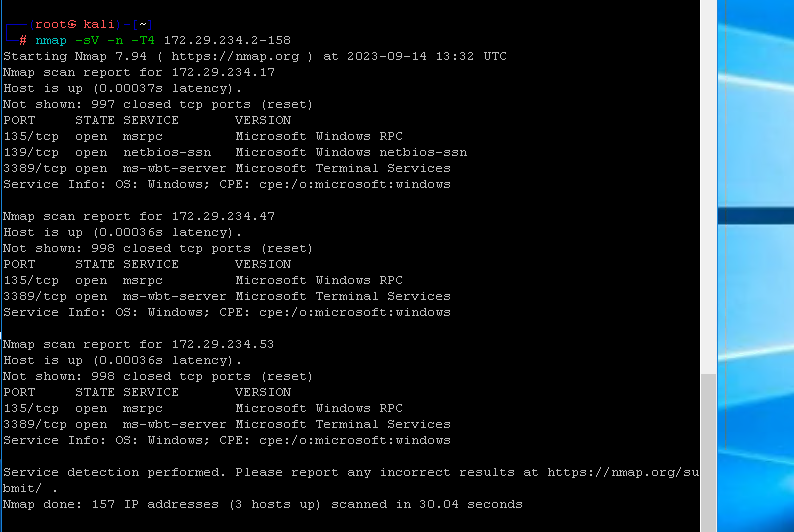 ┌──(root㉿ kali)-[~]
└─# nmap -sV -n -T4 172.29.234.2-158
Starting Nmap 7.94 ( https://nmap.org ) at 2023-09-14 13:32 UTC
Nmap scan report for 172.29.234.17
Host is up (0.00037s latency).
Not shown: 997 closed tcp ports (reset)
PORT     STATE SERVICE       VERSION
135/tcp  open  msrpc         Microsoft Windows RPC
139/tcp  open  netbios-ssn   Microsoft Windows netbios-ssn
3389/tcp open  ms-wbt-server Microsoft Terminal Services
Service Info: OS: Windows; CPE: cpe:/o:microsoft:windows

Nmap scan report for 172.29.234.47
Host is up (0.00036s latency).
Not shown: 998 closed tcp ports (reset)
PORT     STATE SERVICE       VERSION
135/tcp  open  msrpc         Microsoft Windows RPC
3389/tcp open  ms-wbt-server Microsoft Terminal Services
Service Info: OS: Windows; CPE: cpe:/o:microsoft:windows

Nmap scan report for 172.29.234.53
Host is up (0.00036s latency).
Not shown: 998 closed tcp ports (reset)
PORT     STATE SERVICE       VERSION
135/tcp  open  msrpc         Microsoft Windows RPC
3389/tcp open  ms-wbt-server Microsoft Terminal Services
Service Info: OS: Windows; CPE: cpe:/o:microsoft:windows

Service detection performed. Please report any incorrect results at https://nmap.org/su
bmit/ .
Nmap done: 157 IP addresses (3 hosts up) scanned in 30.04 seconds